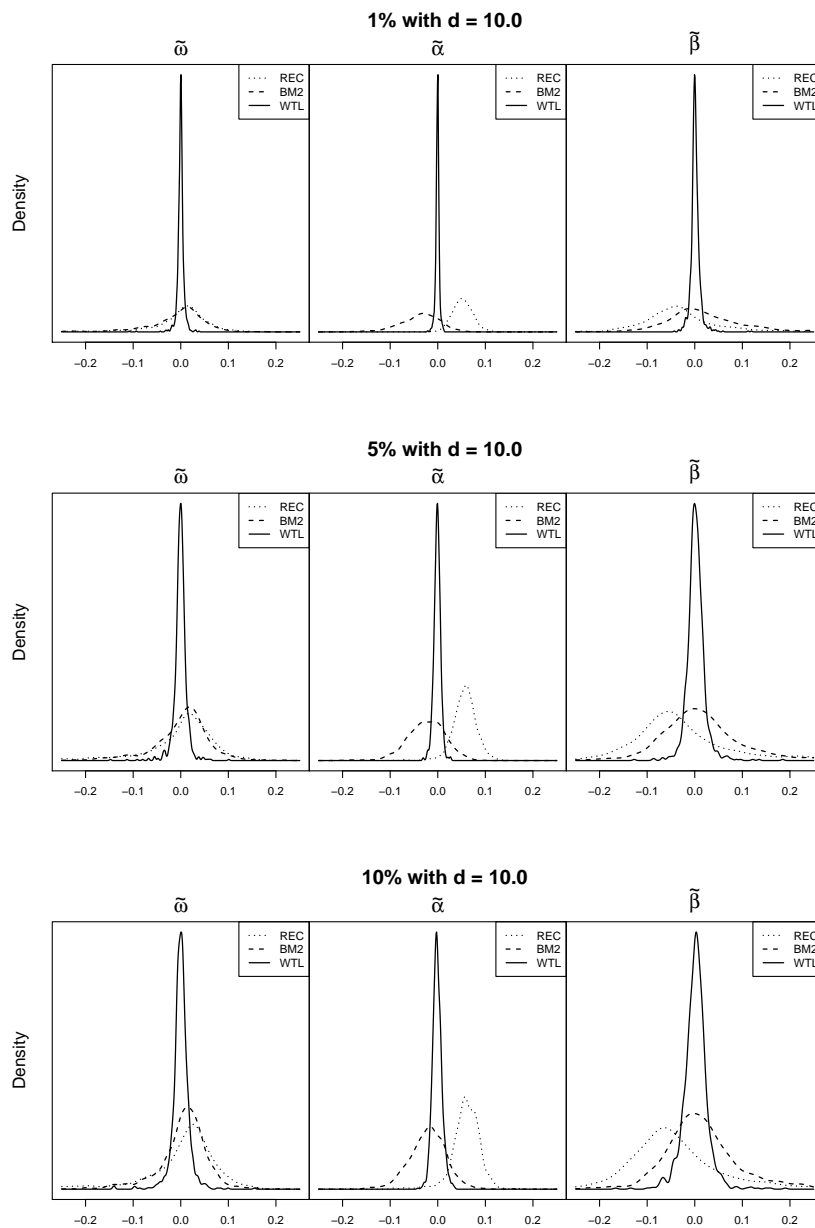 1% with d = 10.0
ω̃ α̃ β̃
REC REC REC
BM2 BM2 BM2
WTL WTL WTL
Density
−0.2 −0.1 0.0 0.1 0.2 −0.2 −0.1 0.0 0.1 0.2 −0.2 −0.1 0.0 0.1 0.2
5% with d = 10.0
ω̃ α̃ β̃
REC REC REC
BM2 BM2 BM2
WTL WTL WTL
Density
−0.2 −0.1 0.0 0.1 0.2 −0.2 −0.1 0.0 0.1 0.2 −0.2 −0.1 0.0 0.1 0.2
10% with d = 10.0
ω̃ α̃ β̃
REC REC REC
BM2 BM2 BM2
WTL WTL WTL
Density
−0.2 −0.1 0.0 0.1 0.2 −0.2 −0.1 0.0 0.1 0.2 −0.2 −0.1 0.0 0.1 0.2